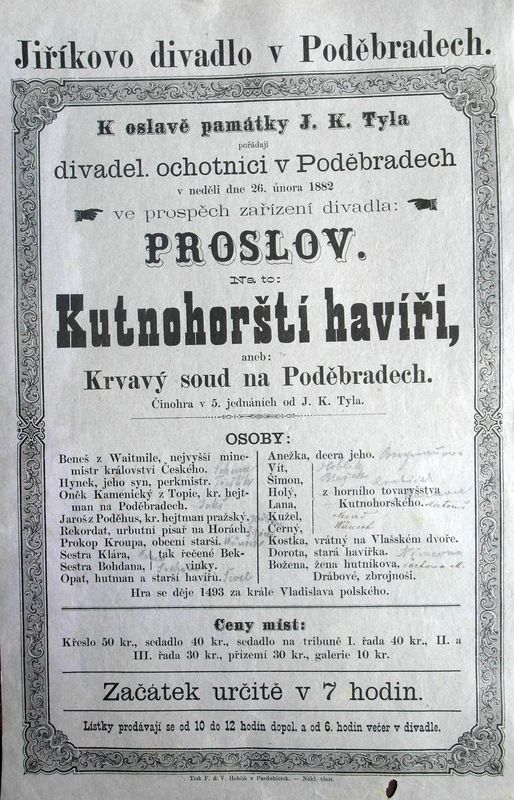 Jiříkovo divadlo v Poděbradech.
K oslavě památky J. K. Tyla
pořádají
divadel. ochotníci v Poděbradech
v neděli dne 26. února 1882
ve prospěch zařízení divadla:
PROSLOV.
Na to:
Kutnohorští havíři,
aneb:
Krvavý soud na Poděbradech.
Činohra v 5. jednáních od J. K. Tyla.
OSOBY:
Beneš z Waitmile, nejvyšší minc-
mistr království Českého.
Hynek, jeho syn, perkmistr.
Oněk Kamenický z Topic, kr. hejt-
man na Poděbradech.
Jaroš z Poděhus, kr. hejtman pražský.
Rekordat, urbutní písař na Horách.
Prokop Kroupa, obecní starší.
Sestra Klára, tak řečené Bek-
Sestra Bohdana, vinky.
Opat, hutman a starší havířů.
Anežka, dcera jeho.
Vít,
Šimon,
Holý, z horního tovaryšstva
Lana, Kutnohorského.
Kužel,
Černý,
Kostka, vrátný na Vlašském dvoře.
Dorota, stará havířka.
Božena, žena hutníkova.
Drábové, zbrojnoši.
Hra se děje 1493 za krále Vladislava polského.
Ceny míst:
Křeslo 50 kr., sedadlo 40 kr., sedadlo na tribuně I. řada 40 kr., II. a
III. řada 30 kr., přízemí 30 kr., galerie 10 kr.
Začátek určitě v 7 hodin.
Lístky prodávají se od 10 do 12 hodin dopol. a od 6. hodin večer v divadle.
Tisk F. & V. Hoblík v Pardubicích. — Nákl. vlast.